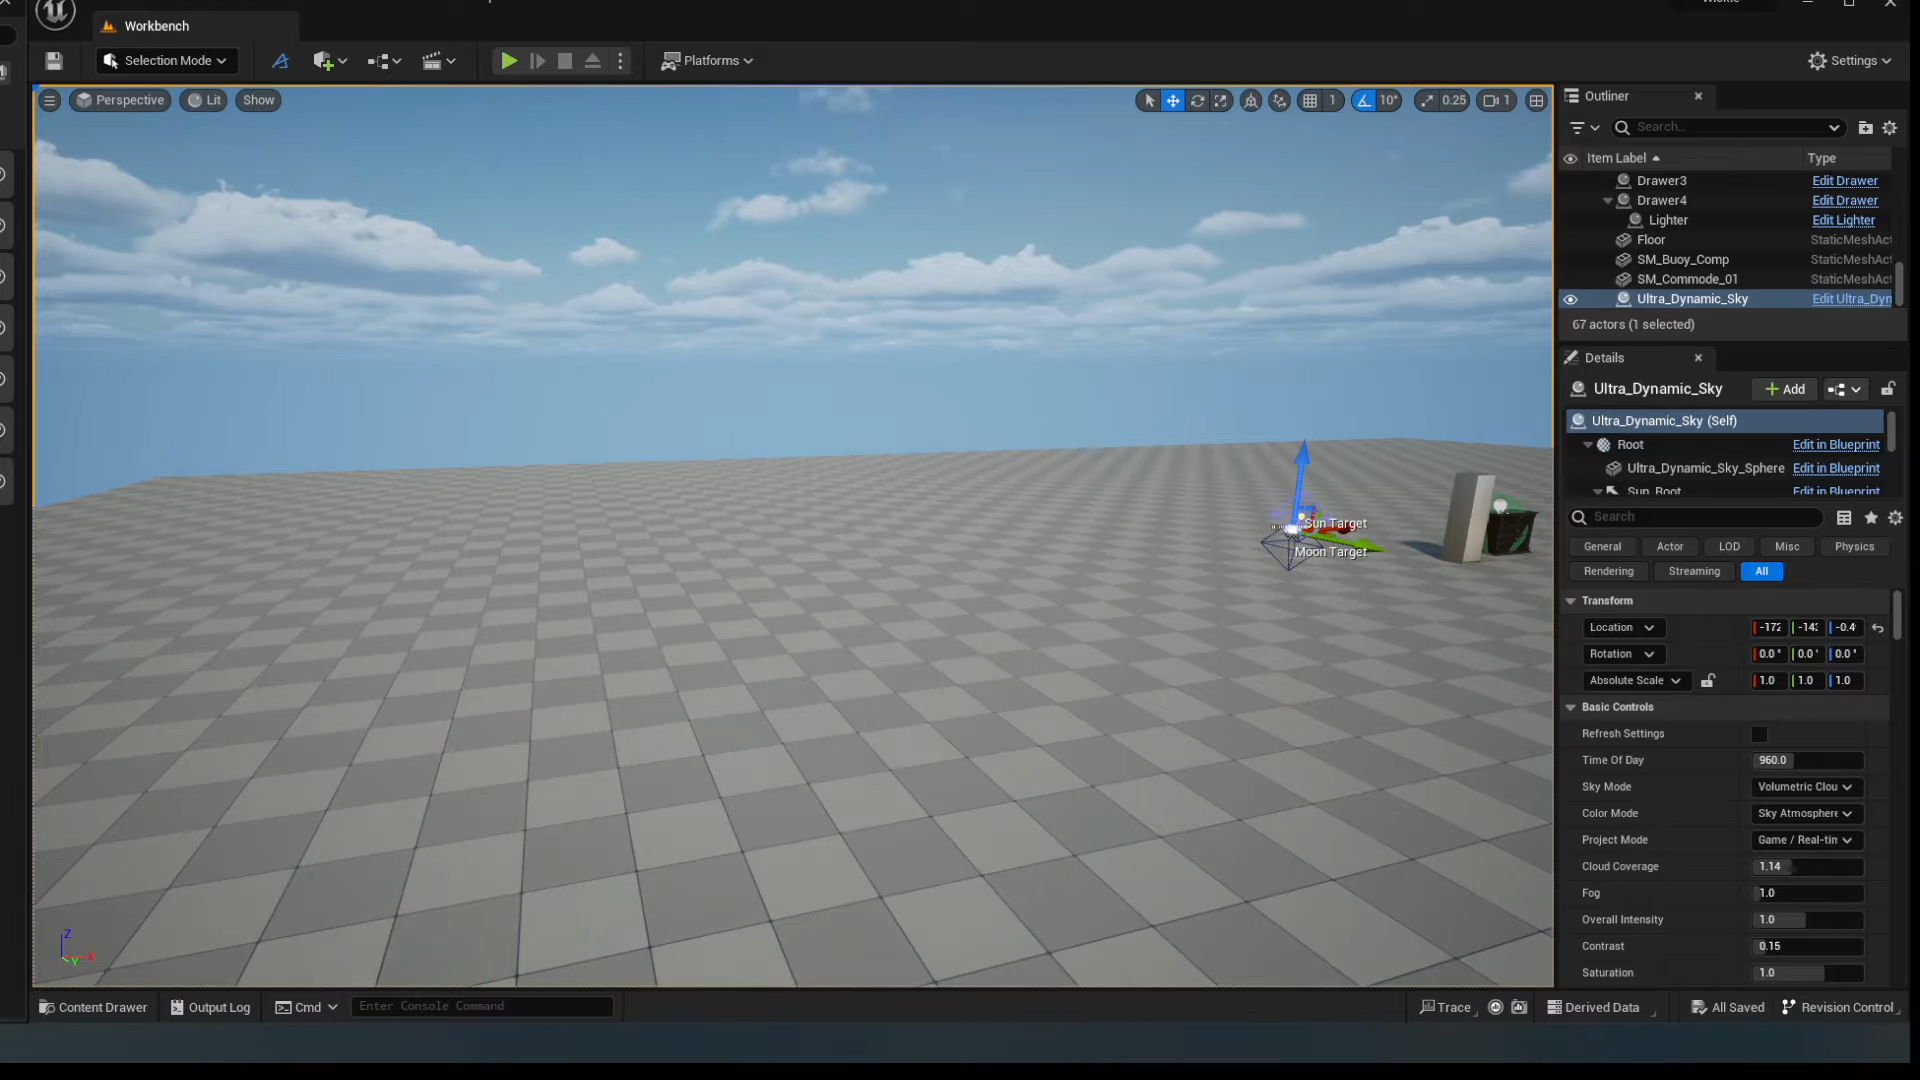 Workbench
Selection Mode
Platforms
Settings
Perspective
Lit
Show
1
10°
0.25
1
Outliner
Search...
Item Label
Type
Drawer3
Edit Drawer
Drawer4
Edit Drawer
Lighter
Edit Lighter
Floor
StaticMeshAct
SM_Buoy_Comp
StaticMeshAct
SM_Commode_01
StaticMeshAct
Ultra_Dynamic_Sky
Edit Ultra_Dyn
67 actors (1 selected)
Details
Ultra_Dynamic_Sky
Add
Ultra_Dynamic_Sky (Self)
Root
Edit in Blueprint
Ultra_Dynamic_Sky_Sphere
Edit in Blueprint
Sun_Root
Edit in Blueprint
Search
General
Actor
LOD
Misc
Physics
Rendering
Streaming
All
Transform
Location
-172
-143
Rotation
0.0 °
0.0 °
0.0 °
Absolute Scale
1.0
1.0
1.0
Basic Controls
Refresh Settings
Time Of Day
960.0
Sky Mode
Volumetric Clou
Color Mode
Sky Atmosphere
Project Mode
Game / Real-tin
Cloud Coverage
1.14
Fog
1.0
Overall Intensity
1.0
Contrast
0.15
Saturation
1.0
Sun Target
Moon Target
Z
X
Y
Content Drawer
Output Log
Cmd
Enter Console Command
Trace
Derived Data
All Saved
Revision Control